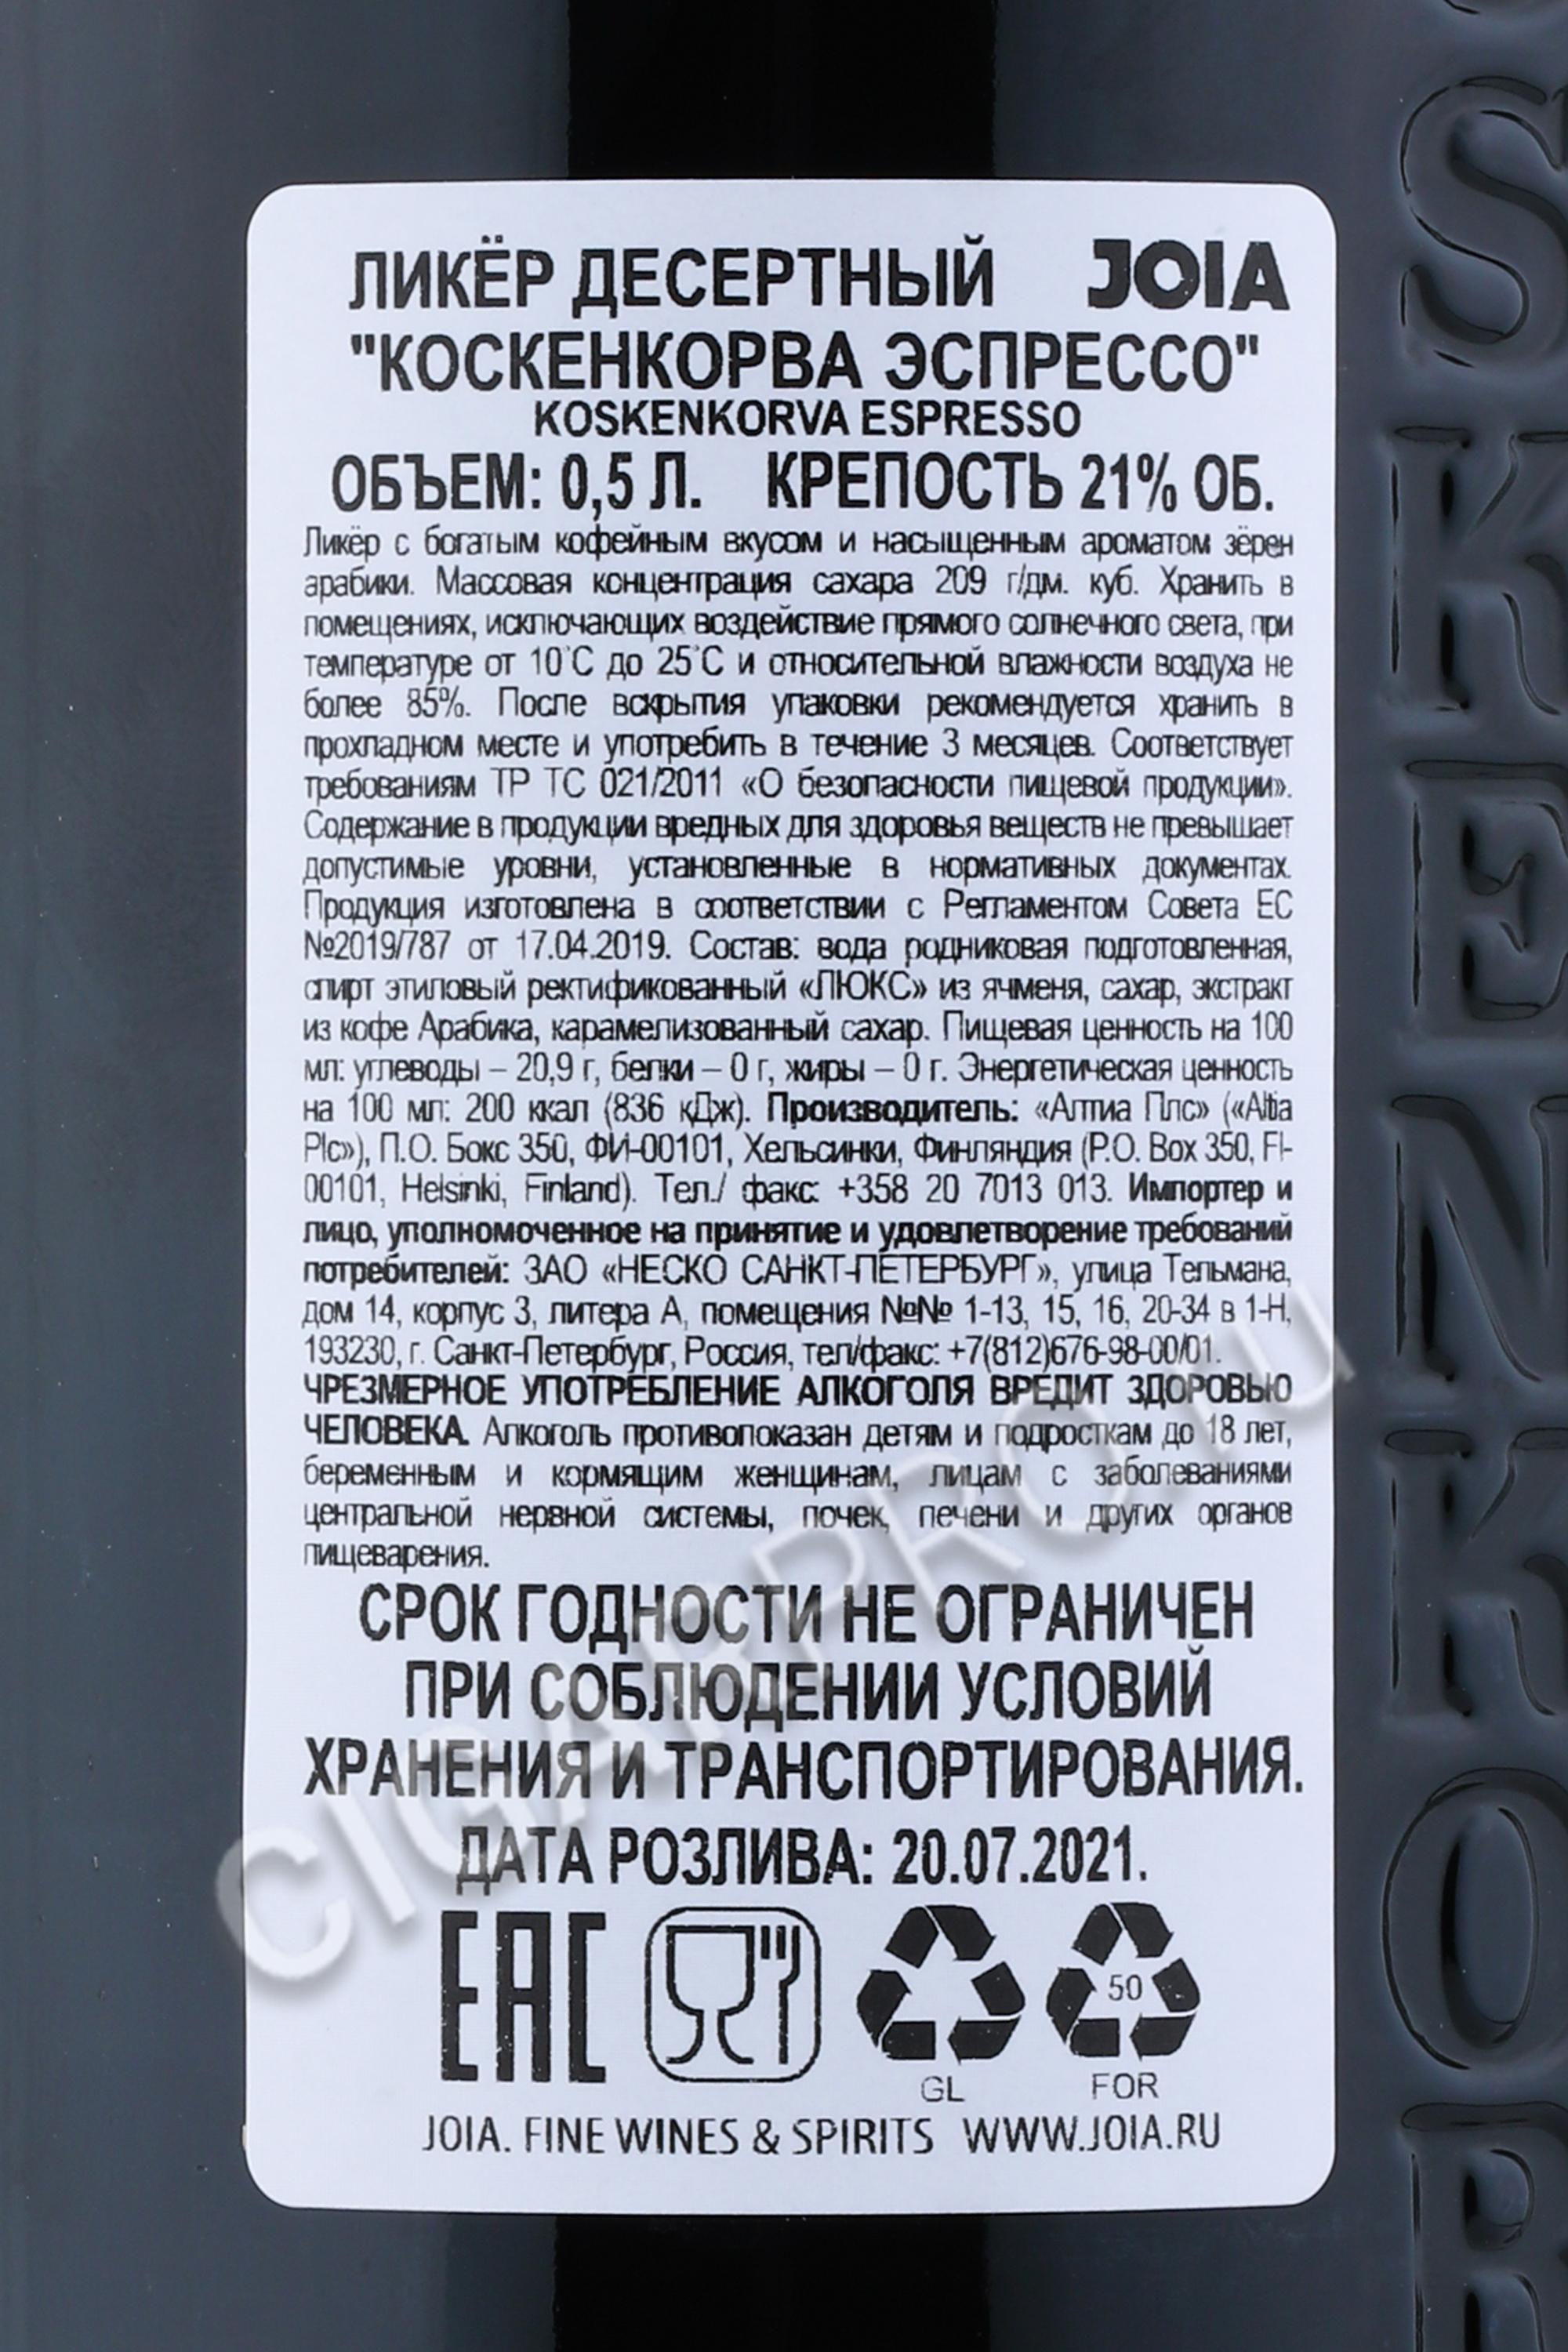 ЛИКЁР ДЕСЕРТНЫЙ JOIA
"КОСКЕНКОРВА ЭСПРЕССО"
KOSKENKORVA ESPRESSO
ОБЪЕМ: 0,5 Л. КРЕПОСТЬ 21% ОБ.
Ликёр с богатым кофейным вкусом и насыщенным ароматом зёрен
арабики. Массовая концентрация сахара 209 г/дм. куб. Хранить в
помещениях, исключающих воздействие прямого солнечного света, при
температуре от 10°С до 25°С и относительной влажности воздуха не
более 85%. После вскрытия упаковки рекомендуется хранить в
прохладном месте и употребить в течение 3 месяцев. Соответствует
требованиям ТР ТС 021/2011 «О безопасности пищевой продукции».
Содержание в продукции вредных для здоровья веществ не превышает
допустимые уровни, установленные в нормативных документах.
Продукция изготовлена в соответствии с Регламентом Совета ЕС
№2019/787 от 17.04.2019. Состав: вода родниковая подготовленная,
спирт этиловый ректификованный «ЛЮКС» из ячменя, сахар, экстракт
из кофе Арабика, карамелизованный сахар. Пищевая ценность на 100
мл: углеводы – 20,9 г, белки – 0 г, жиры – 0 г. Энергетическая ценность
на 100 мл: 200 ккал (836 кДж). Производитель: «Алтиа Плс» («Altia
Plc»), П.О. Бокс 350, ФИ-00101, Хельсинки, Финляндия (P.O. Box 350, FI-
00101, Helsinki, Finland). Тел./ факс: +358 20 7013 013. Импортер и
лицо, уполномоченное на принятие и удовлетворение требований
потребителей: ЗАО «НЕСКО САНКТ-ПЕТЕРБУРГ», улица Тельмана,
дом 14, корпус 3, литера А, помещения №№ 1-13, 15, 16, 20-34 в 1-Н,
193230, г. Санкт-Петербург, Россия, тел/факс: +7(812)676-98-00/01.
ЧРЕЗМЕРНОЕ УПОТРЕБЛЕНИЕ АЛКОГОЛЯ ВРЕДИТ ЗДОРОВЬЮ
ЧЕЛОВЕКА. Алкоголь противопоказан детям и подросткам до 18 лет,
беременным и кормящим женщинам, лицам с заболеваниями
центральной нервной системы, почек, печени и других органов
пищеварения.
СРОК ГОДНОСТИ НЕ ОГРАНИЧЕН
ПРИ СОБЛЮДЕНИИ УСЛОВИЙ
ХРАНЕНИЯ И ТРАНСПОРТИРОВАНИЯ.
ДАТА РОЗЛИВА: 20.07.2021.
EAC
50
GL FOR
JOIA. FINE WINES & SPIRITS WWW.JOIA.RU
CIGARPRO.ru
SKENKOR